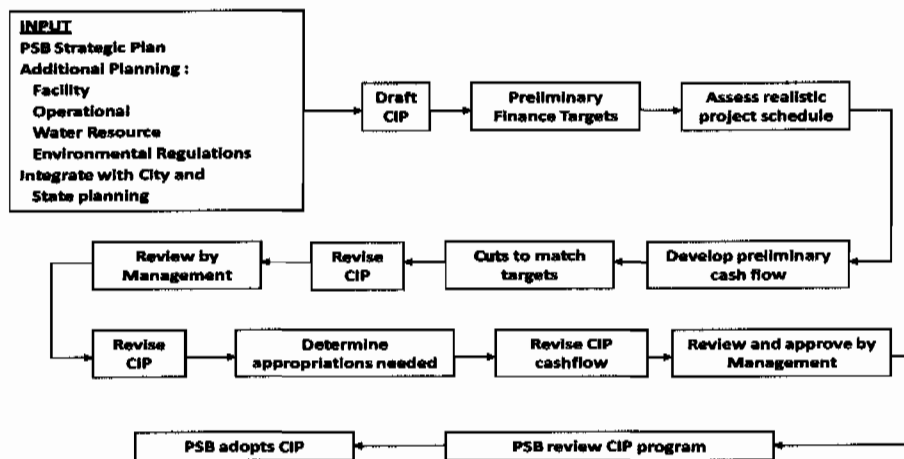 INPUT
PSB Strategic Plan
Additional Planning :
Facility
Operational
Water Resource
Environmental Regulations
Integrate with City and
State planning
Draft
CIP
Preliminary
Finance Targets
Assess realistic
project schedule
Develop preliminary
cash flow
Cuts to match
targets
Revise
CIP
Review by
Management
Revise
CIP
Determine
appropriations needed
Revise CIP
cashflow
Review and approve by
Management
PSB review CIP program
PSB adopts CIP